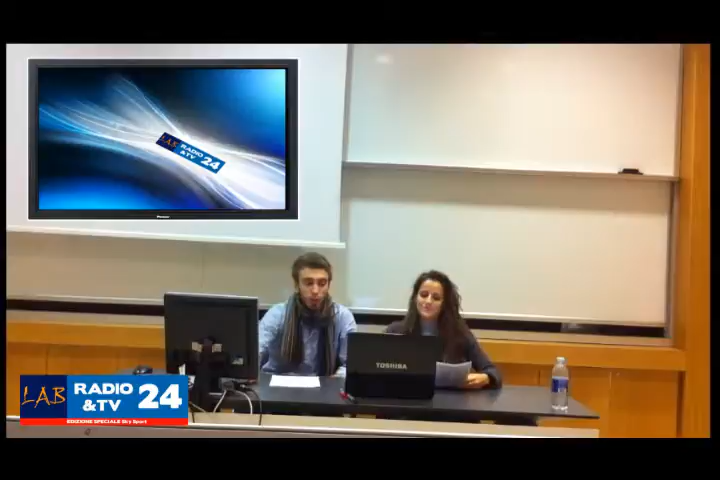 LAB RADIO
&TV 24
TOSHIBA
LAB RADIO
&TV 24
EDIZIONE SPECIALE Sky Sport